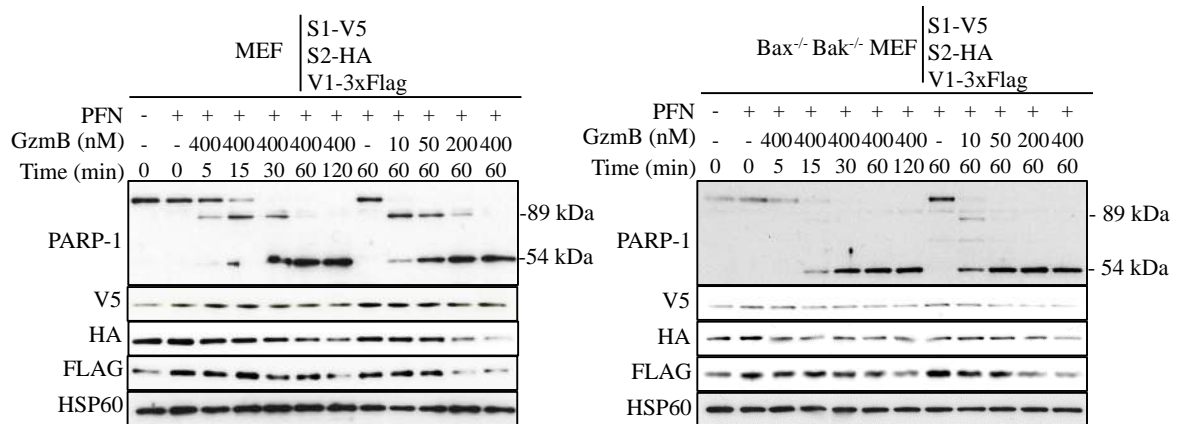 MEF
S1-V5
S2-HA
V1-3xFlag
PFN - + + + + + + + + + + +
GzmB (nM) - - 400 400 400 400 400 - 10 50 200 400
Time (min) 0 0 5 15 30 60 120 60 60 60 60 60
PARP-1
-89 kDa
-54 kDa
V5
HA
FLAG
HSP60
Bax-/- Bak-/- MEF
S1-V5
S2-HA
V1-3xFlag
PFN - + + + + + + + + + + +
GzmB (nM) - - 400 400 400 400 400 - 10 50 200 400
Time (min) 0 0 5 15 30 60 120 60 60 60 60 60
PARP-1
- 89 kDa
- 54 kDa
V5
HA
FLAG
HSP60